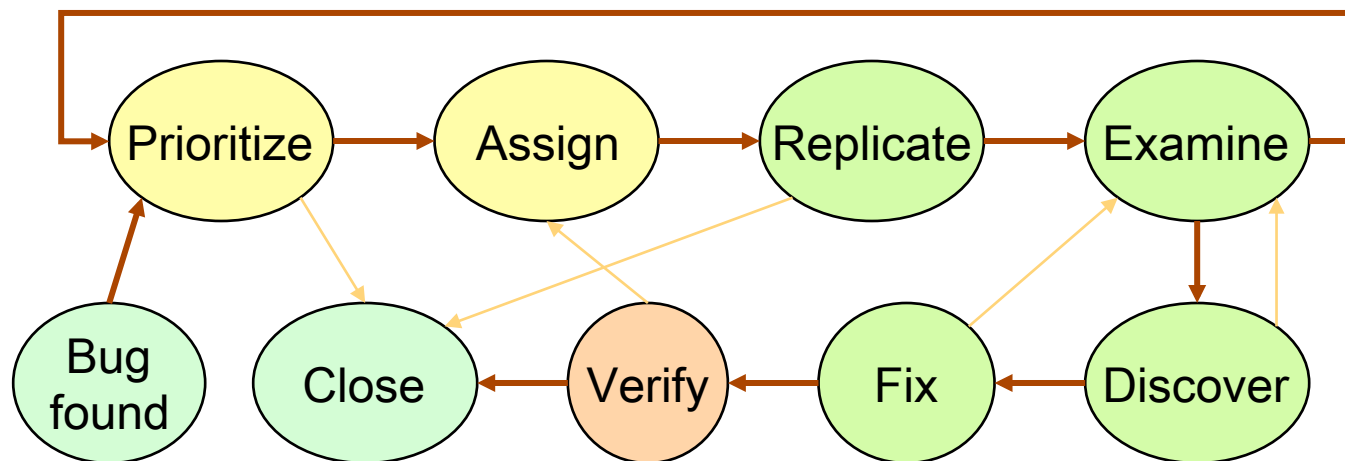 Prioritize
Assign
Replicate
Examine
Bug
found
Close
Verify
Fix
Discover